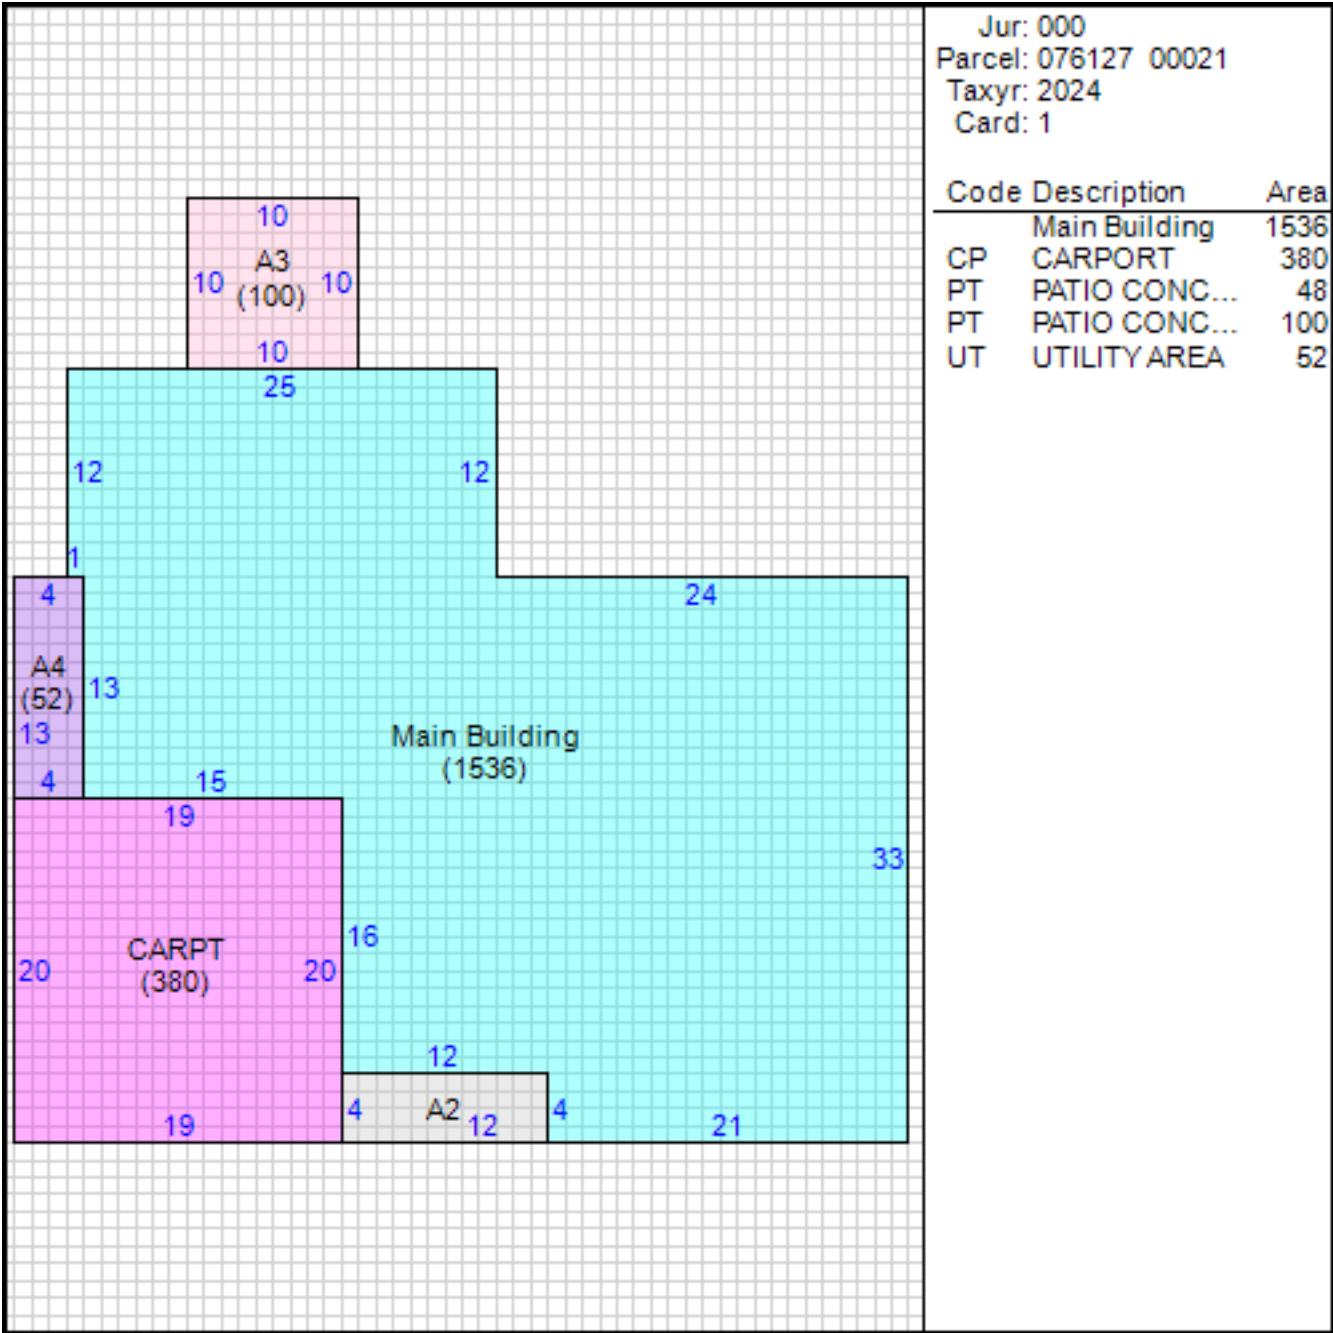 Jur: 000
Parcel: 076127 00021
Taxyr: 2024
Card: 1
Code Description Area
Main Building 1536
CP CARPORT 380
PT PATIO CONC... 48
PT PATIO CONC... 100
UT UTILITY AREA 52
10
A3
10 (100) 10
10
25
12 12
1
4 24
A4
(52) 13
13
Main Building
(1536)
4 15
19
33
16
CARPT
(380)
20 20
12
4 A2 12 4
19 21